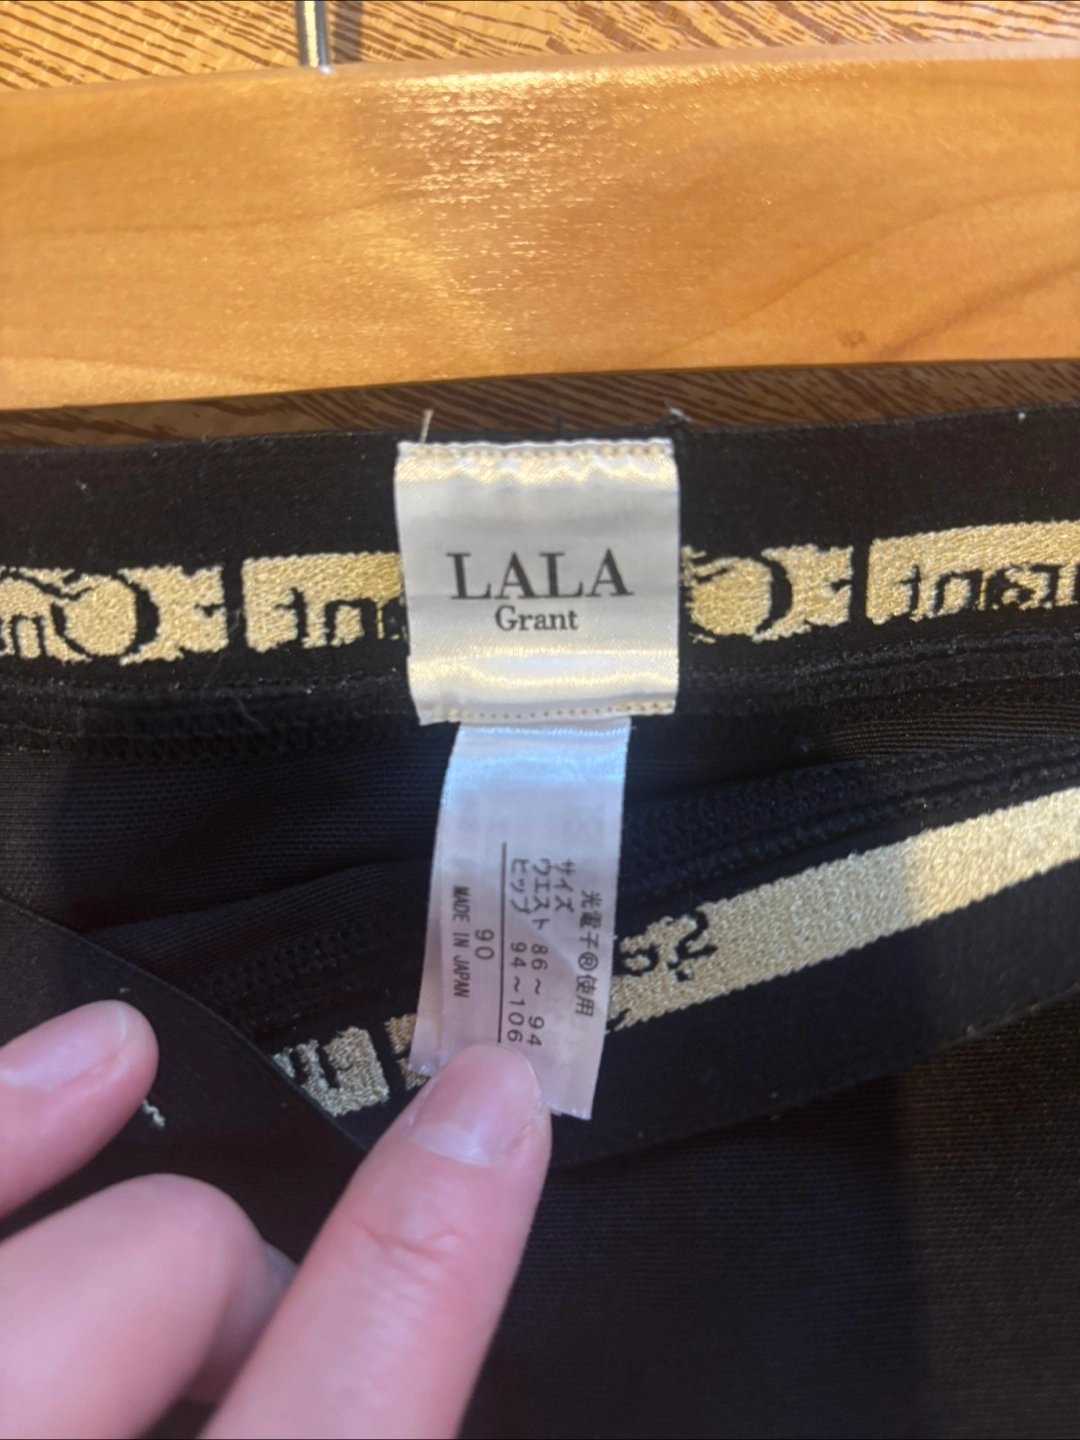 LALA
Grant
光電子®使用
サイズ
ウエスト 86～94
ヒップ 94～106
90
MADE IN JAPAN